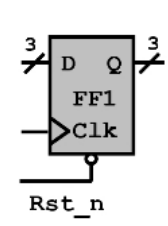 3 3
D Q
FF1
Clk
Rst_n